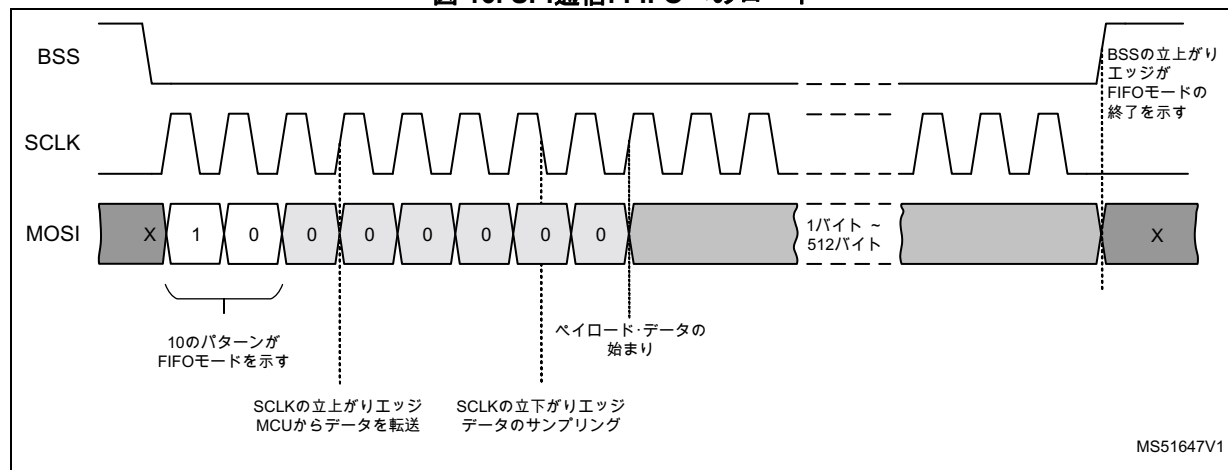 BSS
BSSの立上がり
エッジが
FIFOモードの
終了を示す
SCLK
MOSI
X 1 0 0 0 0 0 0 0
1バイト ~
512バイト
X
10のパターンが
FIFOモードを示す
ペイロード・データの
始まり
SCLKの立上がりエッジ
MCUからデータを転送
SCLKの立下がりエッジ
データのサンプリング
MS51647V1